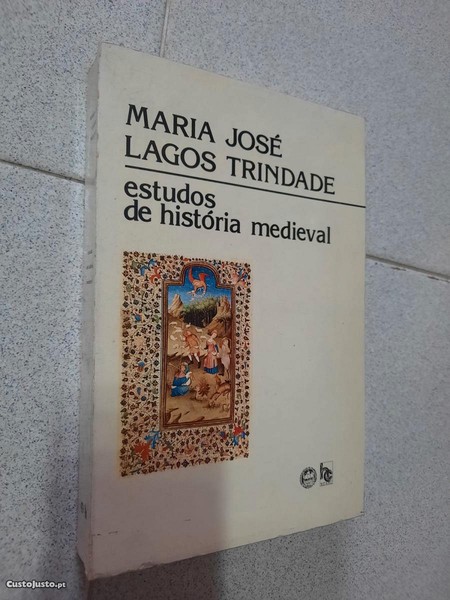 MARIA JOSÉ
LAGOS TRINDADE
estudos
de história medieval
CustoJusto.pt